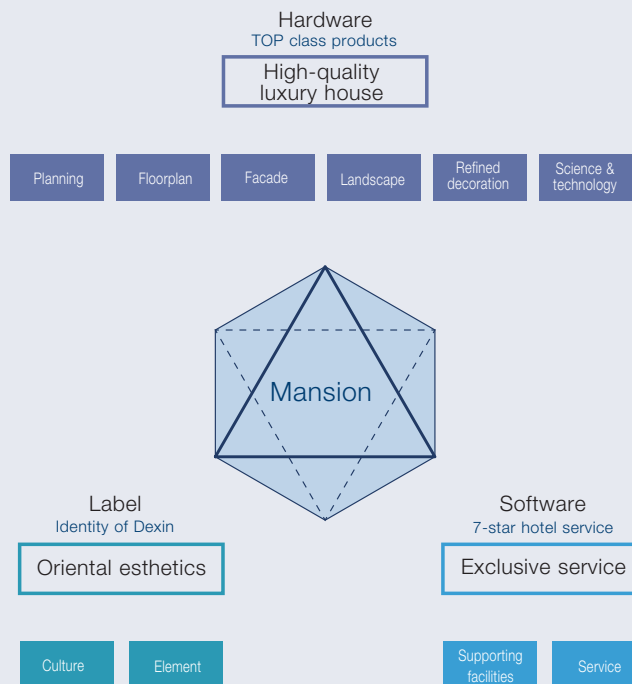 Hardware
TOP class products
High-quality
luxury house
Planning
Floorplan
Facade
Landscape
Refined
decoration
Science &
technology
Mansion
Label
Identity of Dexin
Oriental esthetics
Culture
Element
Software
7-star hotel service
Exclusive service
Supporting
facilities
Service